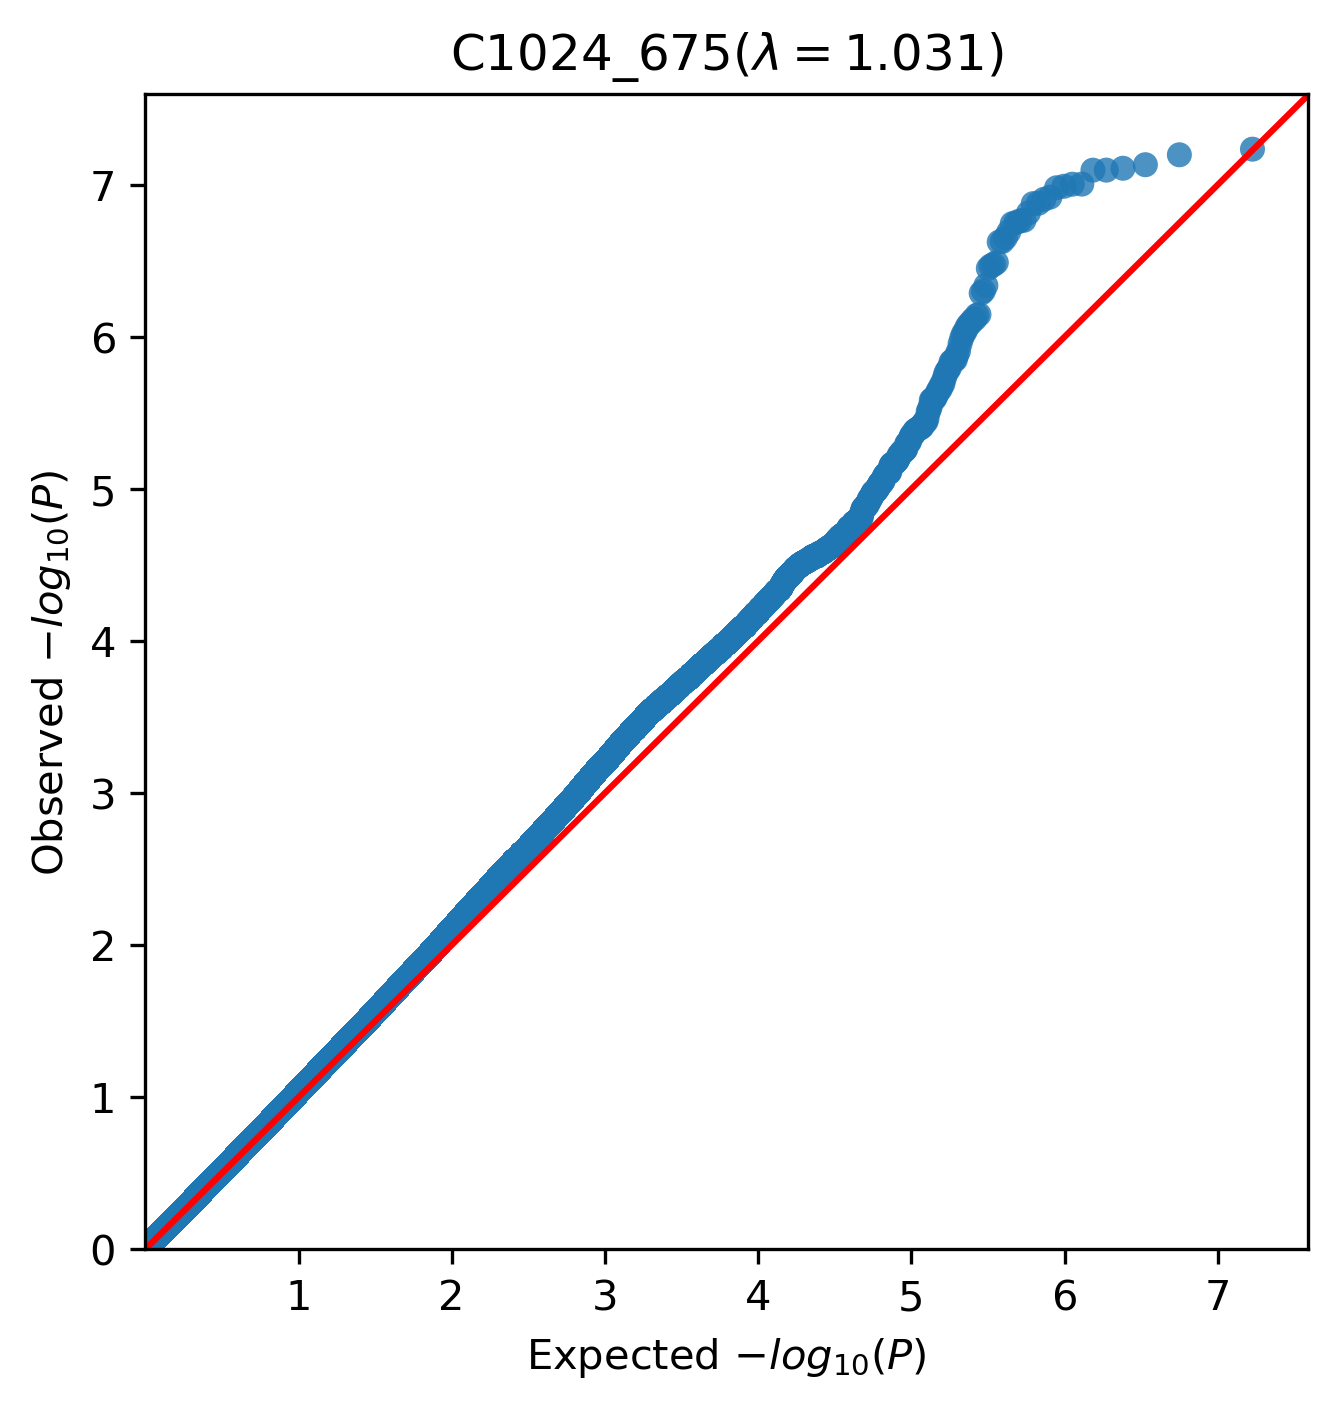 C1024_675(λ = 1.031)
Observed −log₁₀(P)
7
6
5
4
3
2
1
0
1 2 3 4 5 6 7
Expected −log₁₀(P)